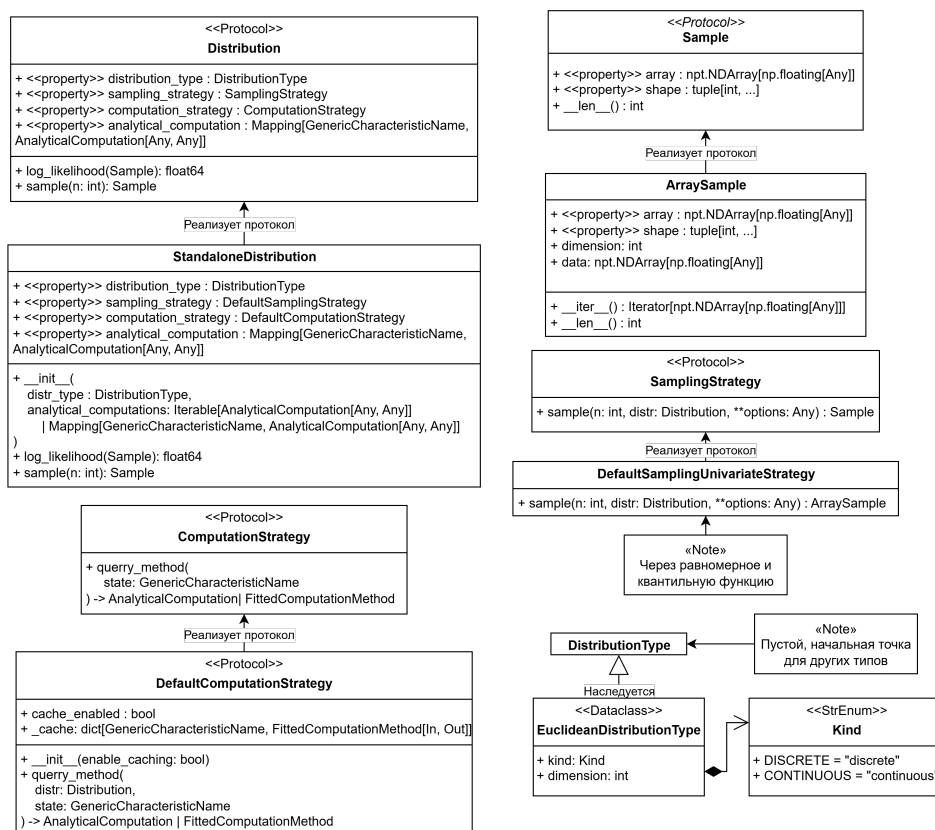 <<Protocol>>
Distribution
+ <<property>> distribution_type : DistributionType
+ <<property>> sampling_strategy : SamplingStrategy
+ <<property>> computation_strategy : ComputationStrategy
+ <<property>> analytical_computation : Mapping[GenericCharacteristicName,
AnalyticalComputation[Any, Any]]
+ log_likelihood(Sample): float64
+ sample(n: int): Sample
Реализует протокол
StandaloneDistribution
+ <<property>> distribution_type : DistributionType
+ <<property>> sampling_strategy : DefaultSamplingStrategy
+ <<property>> computation_strategy : DefaultComputationStrategy
+ <<property>> analytical_computation : Mapping[GenericCharacteristicName,
AnalyticalComputation[Any, Any]]
+ __init__(
distr_type : DistributionType,
analytical_computations: Iterable[AnalyticalComputation[Any, Any]]
| Mapping[GenericCharacteristicName, AnalyticalComputation[Any, Any]]
)
+ log_likelihood(Sample): float64
+ sample(n: int): Sample
<<Protocol>>
ComputationStrategy
+ querry_method(
state: GenericCharacteristicName
) -> AnalyticalComputation| FittedComputationMethod
Реализует протокол
<<Protocol>>
DefaultComputationStrategy
+ cache_enabled : bool
+ _cache: dict[GenericCharacteristicName, FittedComputationMethod[In, Out]]
+ __init__(enable_caching: bool)
+ querry_method(
distr: Distribution,
state: GenericCharacteristicName
) -> AnalyticalComputation | FittedComputationMethod
<<Protocol>>
Sample
+ <<property>> array : npt.NDArray[np.floating[Any]]
+ <<property>> shape : tuple[int, ...]
+ __len__() : int
Реализует протокол
ArraySample
+ <<property>> array : npt.NDArray[np.floating[Any]]
+ <<property>> shape : tuple[int, ...]
+ dimension: int
+ data: npt.NDArray[np.floating[Any]]
+ __iter__() : Iterator[npt.NDArray[np.floating[Any]]]
+ __len__() : int
<<Protocol>>
SamplingStrategy
+ sample(n: int, distr: Distribution, **options: Any) : Sample
Реализует протокол
DefaultSamplingUnivariateStrategy
+ sample(n: int, distr: Distribution, **options: Any) : ArraySample
«Note»
Через равномерное и
квантильную функцию
DistributionType
«Note»
Пустой, начальная точка
для других типов
Наследуется
<<Dataclass>>
EuclideanDistributionType
+ kind: Kind
+ dimension: int
<<StrEnum>>
Kind
+ DISCRETE = "discrete"
+ CONTINUOUS = "continuous"